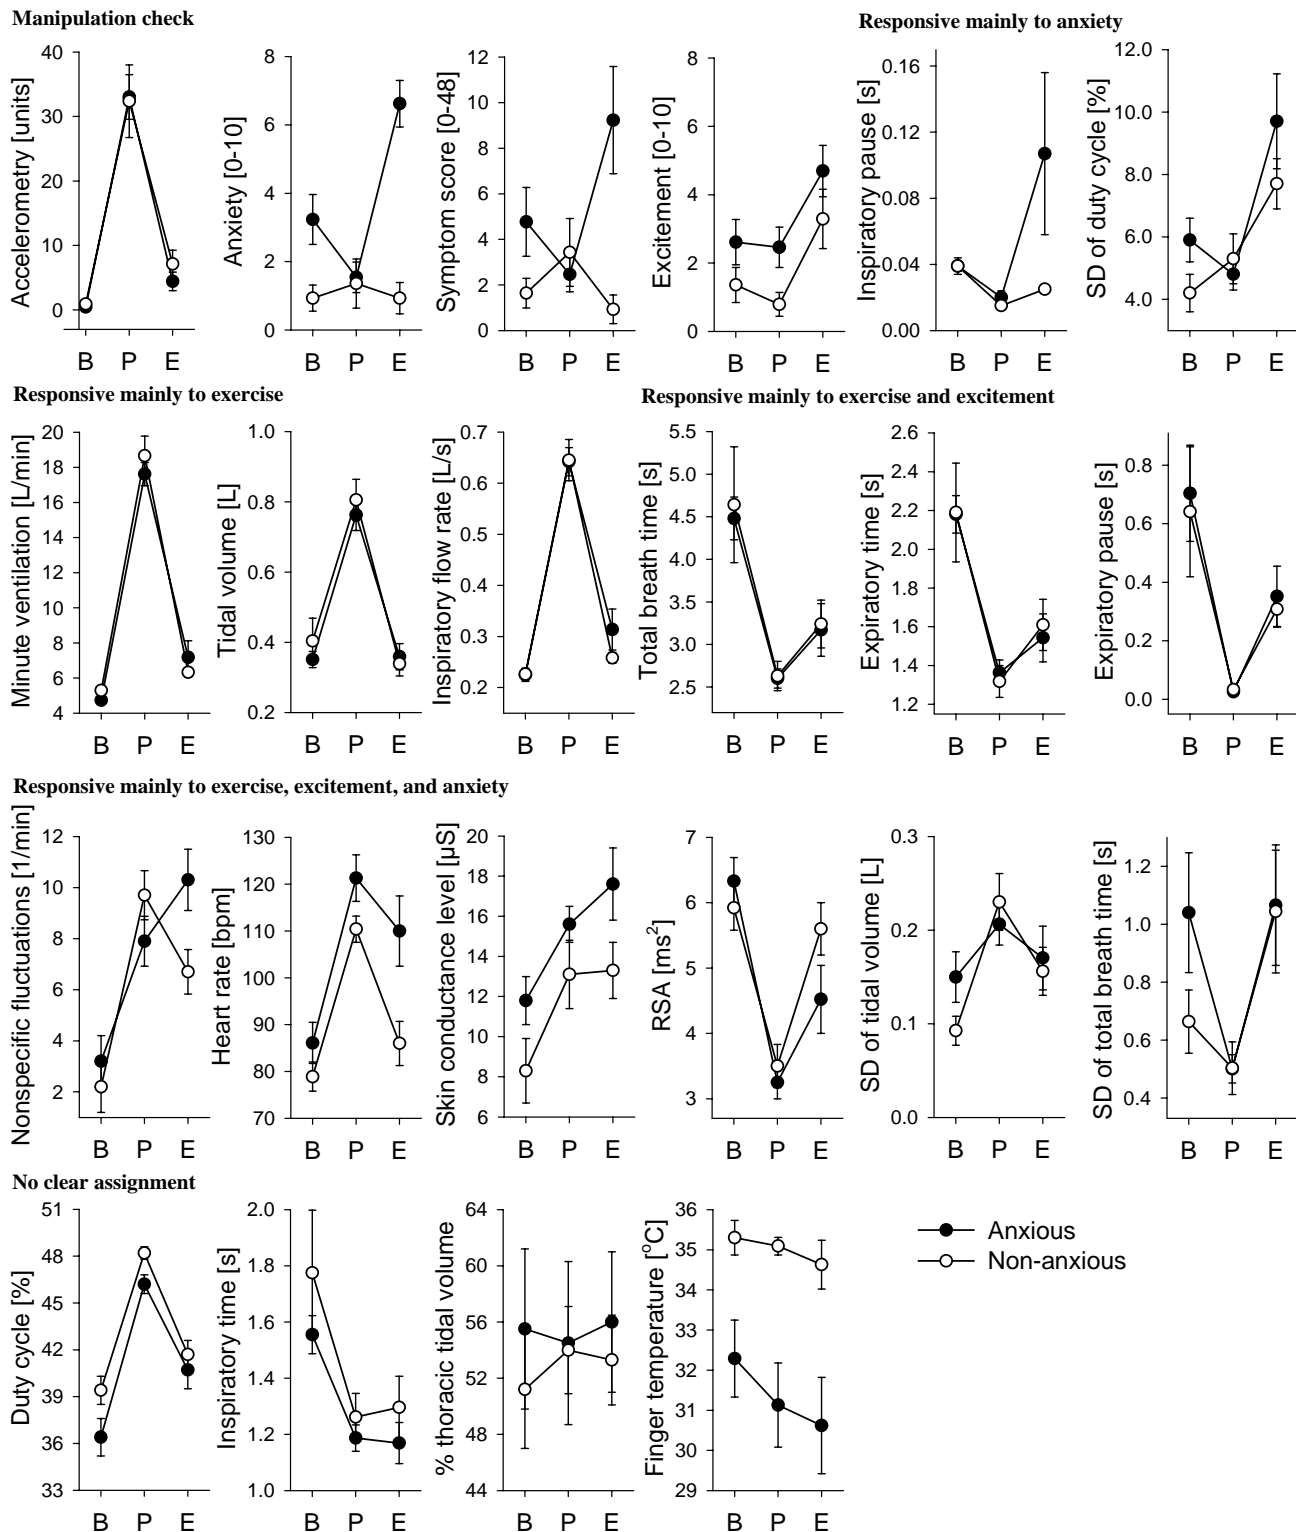 Manipulation check
Responsive mainly to anxiety
Accelerometry [units]
40
30
20
10
0
B P E
Anxiety [0-10]
8
6
4
2
0
B P E
Symptom score [0-48]
12
10
8
6
4
2
0
B P E
Excitement [0-10]
8
6
4
2
0
B P E
Inspiratory pause [s]
0.16
0.12
0.08
0.04
0.00
B P E
SD of duty cycle [%]
12.0
10.0
8.0
6.0
4.0
B P E
Responsive mainly to exercise
Responsive mainly to exercise and excitement
Minute ventilation [L/min]
20
18
16
14
12
10
8
6
4
B P E
Tidal volume [L]
1.0
0.8
0.6
0.4
0.2
B P E
Inspiratory flow rate [L/s]
0.7
0.6
0.5
0.4
0.3
0.2
B P E
Total breath time [s]
5.5
5.0
4.5
4.0
3.5
3.0
2.5
B P E
Expiratory time [s]
2.6
2.4
2.2
2.0
1.8
1.6
1.4
1.2
B P E
Expiratory pause [s]
0.8
0.6
0.4
0.2
0.0
B P E
Responsive mainly to exercise, excitement, and anxiety
Nonspecific fluctuations [1/min]
12
10
8
6
4
2
B P E
Heart rate [bpm]
130
120
110
100
90
80
70
B P E
Skin conductance level [µS]
20
18
16
14
12
10
8
6
B P E
RSA [ms²]
7
6
5
4
3
B P E
SD of tidal volume [L]
0.3
0.2
0.1
0.0
B P E
SD of total breath time [s]
1.2
1.0
0.8
0.6
0.4
B P E
No clear assignment
Duty cycle [%]
51
48
45
42
39
36
33
B P E
Inspiratory time [s]
2.0
1.8
1.6
1.4
1.2
1.0
B P E
% thoracic tidal volume
64
60
56
52
48
44
B P E
Finger temperature [°C]
36
35
34
33
32
31
30
29
B P E
Anxious
Non-anxious